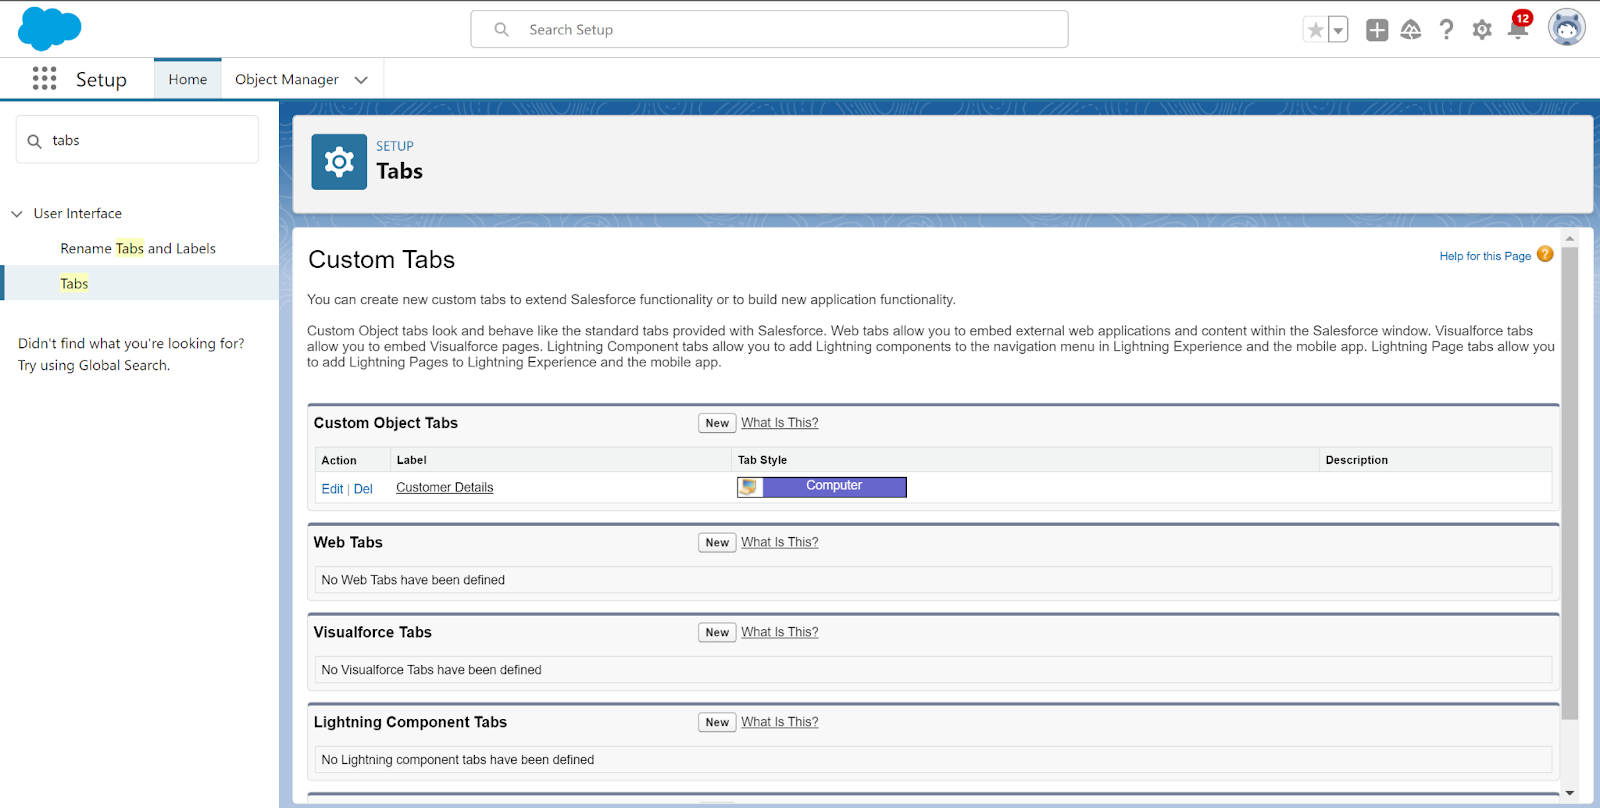 Search Setup
12
Setup
Home
Object Manager
tabs
User Interface
Rename Tabs and Labels
Tabs
Didn't find what you're looking for?
Try using Global Search.
SETUP
Tabs
Custom Tabs
Help for this Page ?
You can create new custom tabs to extend Salesforce functionality or to build new application functionality.
Custom Object tabs look and behave like the standard tabs provided with Salesforce. Web tabs allow you to embed external web applications and content within the Salesforce window. Visualforce tabs
allow you to embed Visualforce pages. Lightning Component tabs allow you to add Lightning components to the navigation menu in Lightning Experience and the mobile app. Lightning Page tabs allow you
to add Lightning Pages to Lightning Experience and the mobile app.
Custom Object Tabs New What Is This?
Action Label Tab Style Description
Edit | Del Customer Details Computer
Web Tabs New What Is This?
No Web Tabs have been defined
Visualforce Tabs New What Is This?
No Visualforce Tabs have been defined
Lightning Component Tabs New What Is This?
No Lightning component tabs have been defined